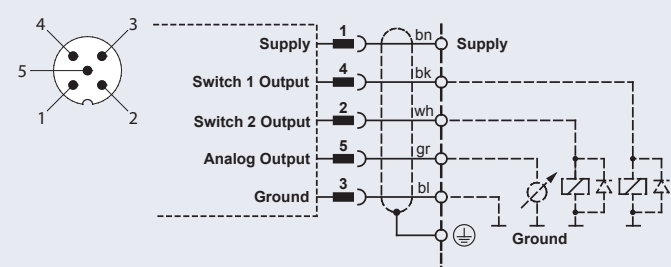 4 3
5
1 2
Supply 1 bn Supply
Switch 1 Output 4 bk
Switch 2 Output 2 wh
Analog Output 5 gr
Ground 3 bl
Ground